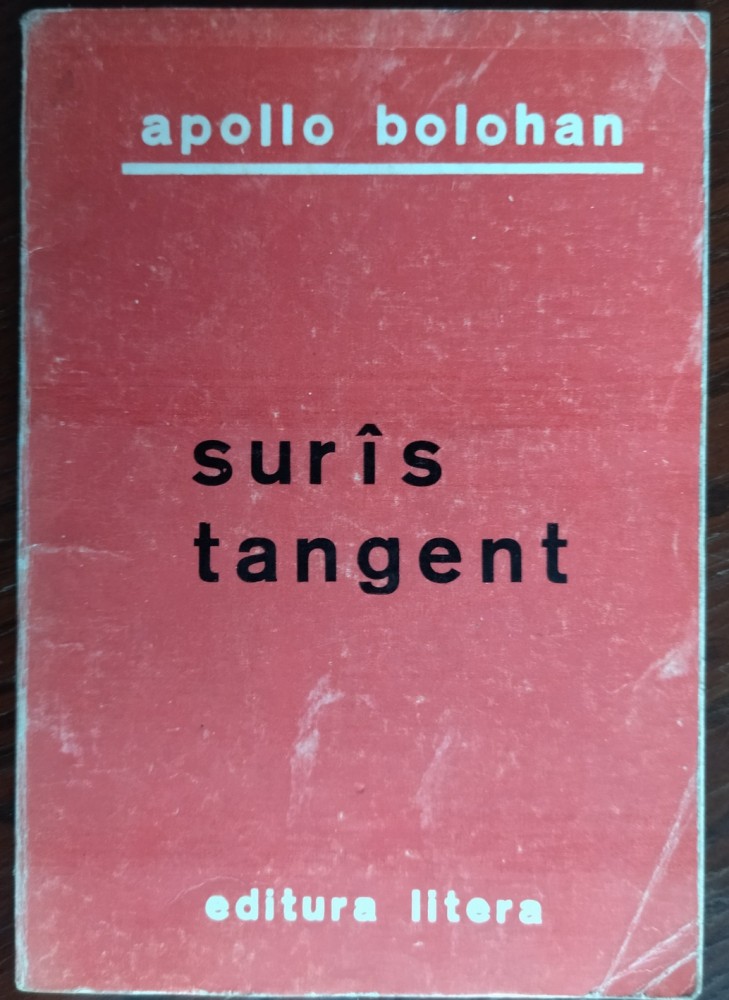 apollo bolohan
surîs
tangent
editura litera